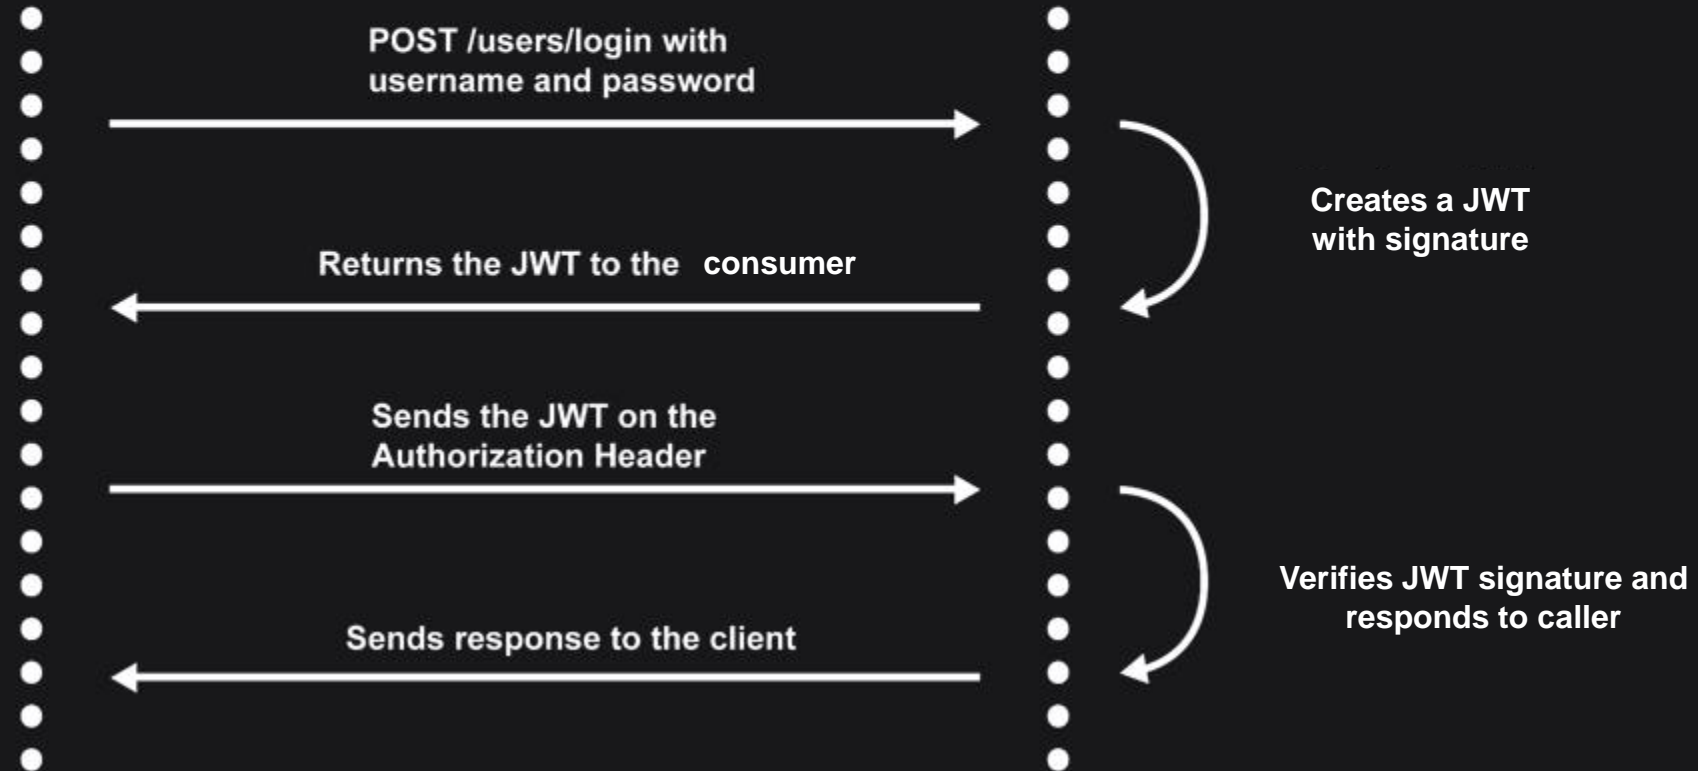 POST /users/login with
username and password
Creates a JWT
with signature
Returns the JWT to the consumer
Sends the JWT on the
Authorization Header
Verifies JWT signature and
responds to caller
Sends response to the client